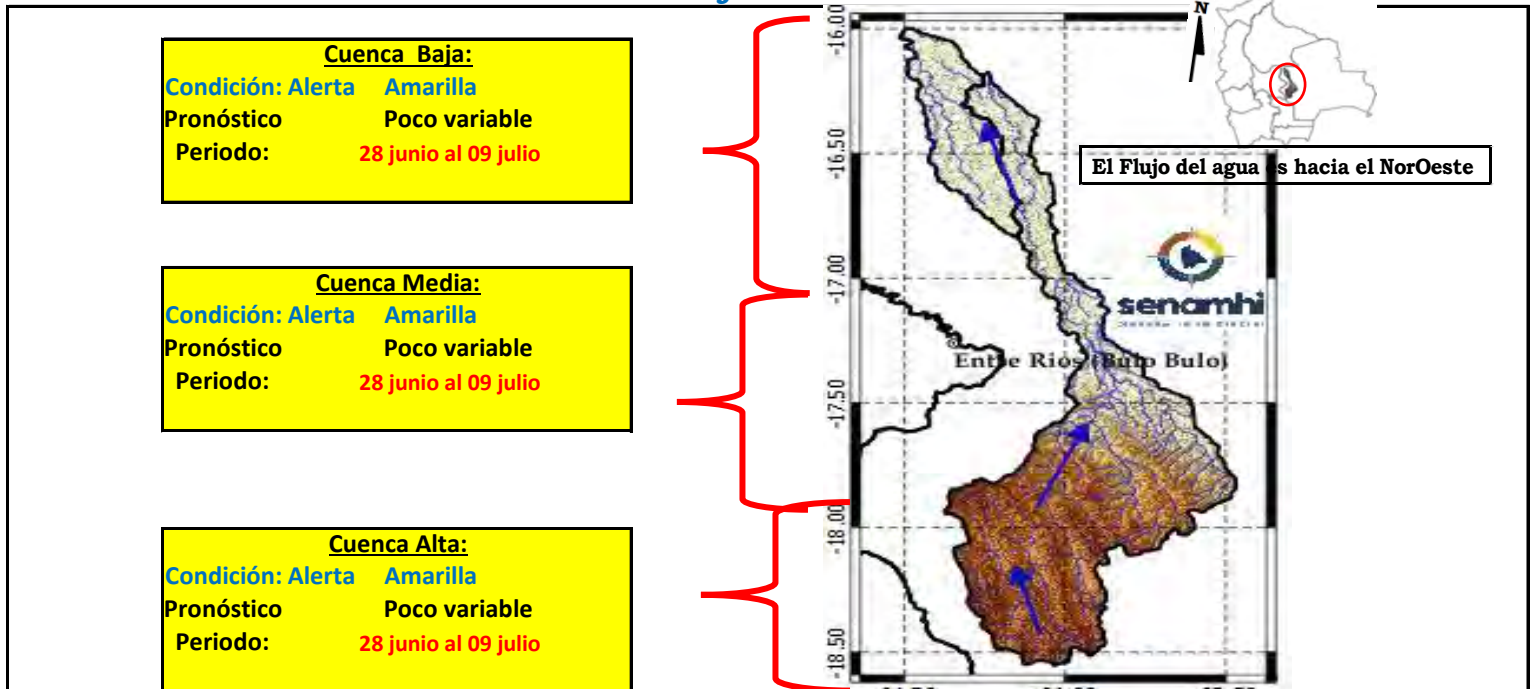 Cuenca Baja:
Condición: Alerta Amarilla
Pronóstico Poco variable
Periodo: 28 junio al 09 julio
Cuenca Media:
Condición: Alerta Amarilla
Pronóstico Poco variable
Periodo: 28 junio al 09 julio
Cuenca Alta:
Condición: Alerta Amarilla
Pronóstico Poco variable
Periodo: 28 junio al 09 julio
N
El Flujo del agua es hacia el NorOeste
senamhi
Entre Rios (Bulo Bulo)
-16.00
-16.50
-17.00
-17.50
-18.00
-18.50